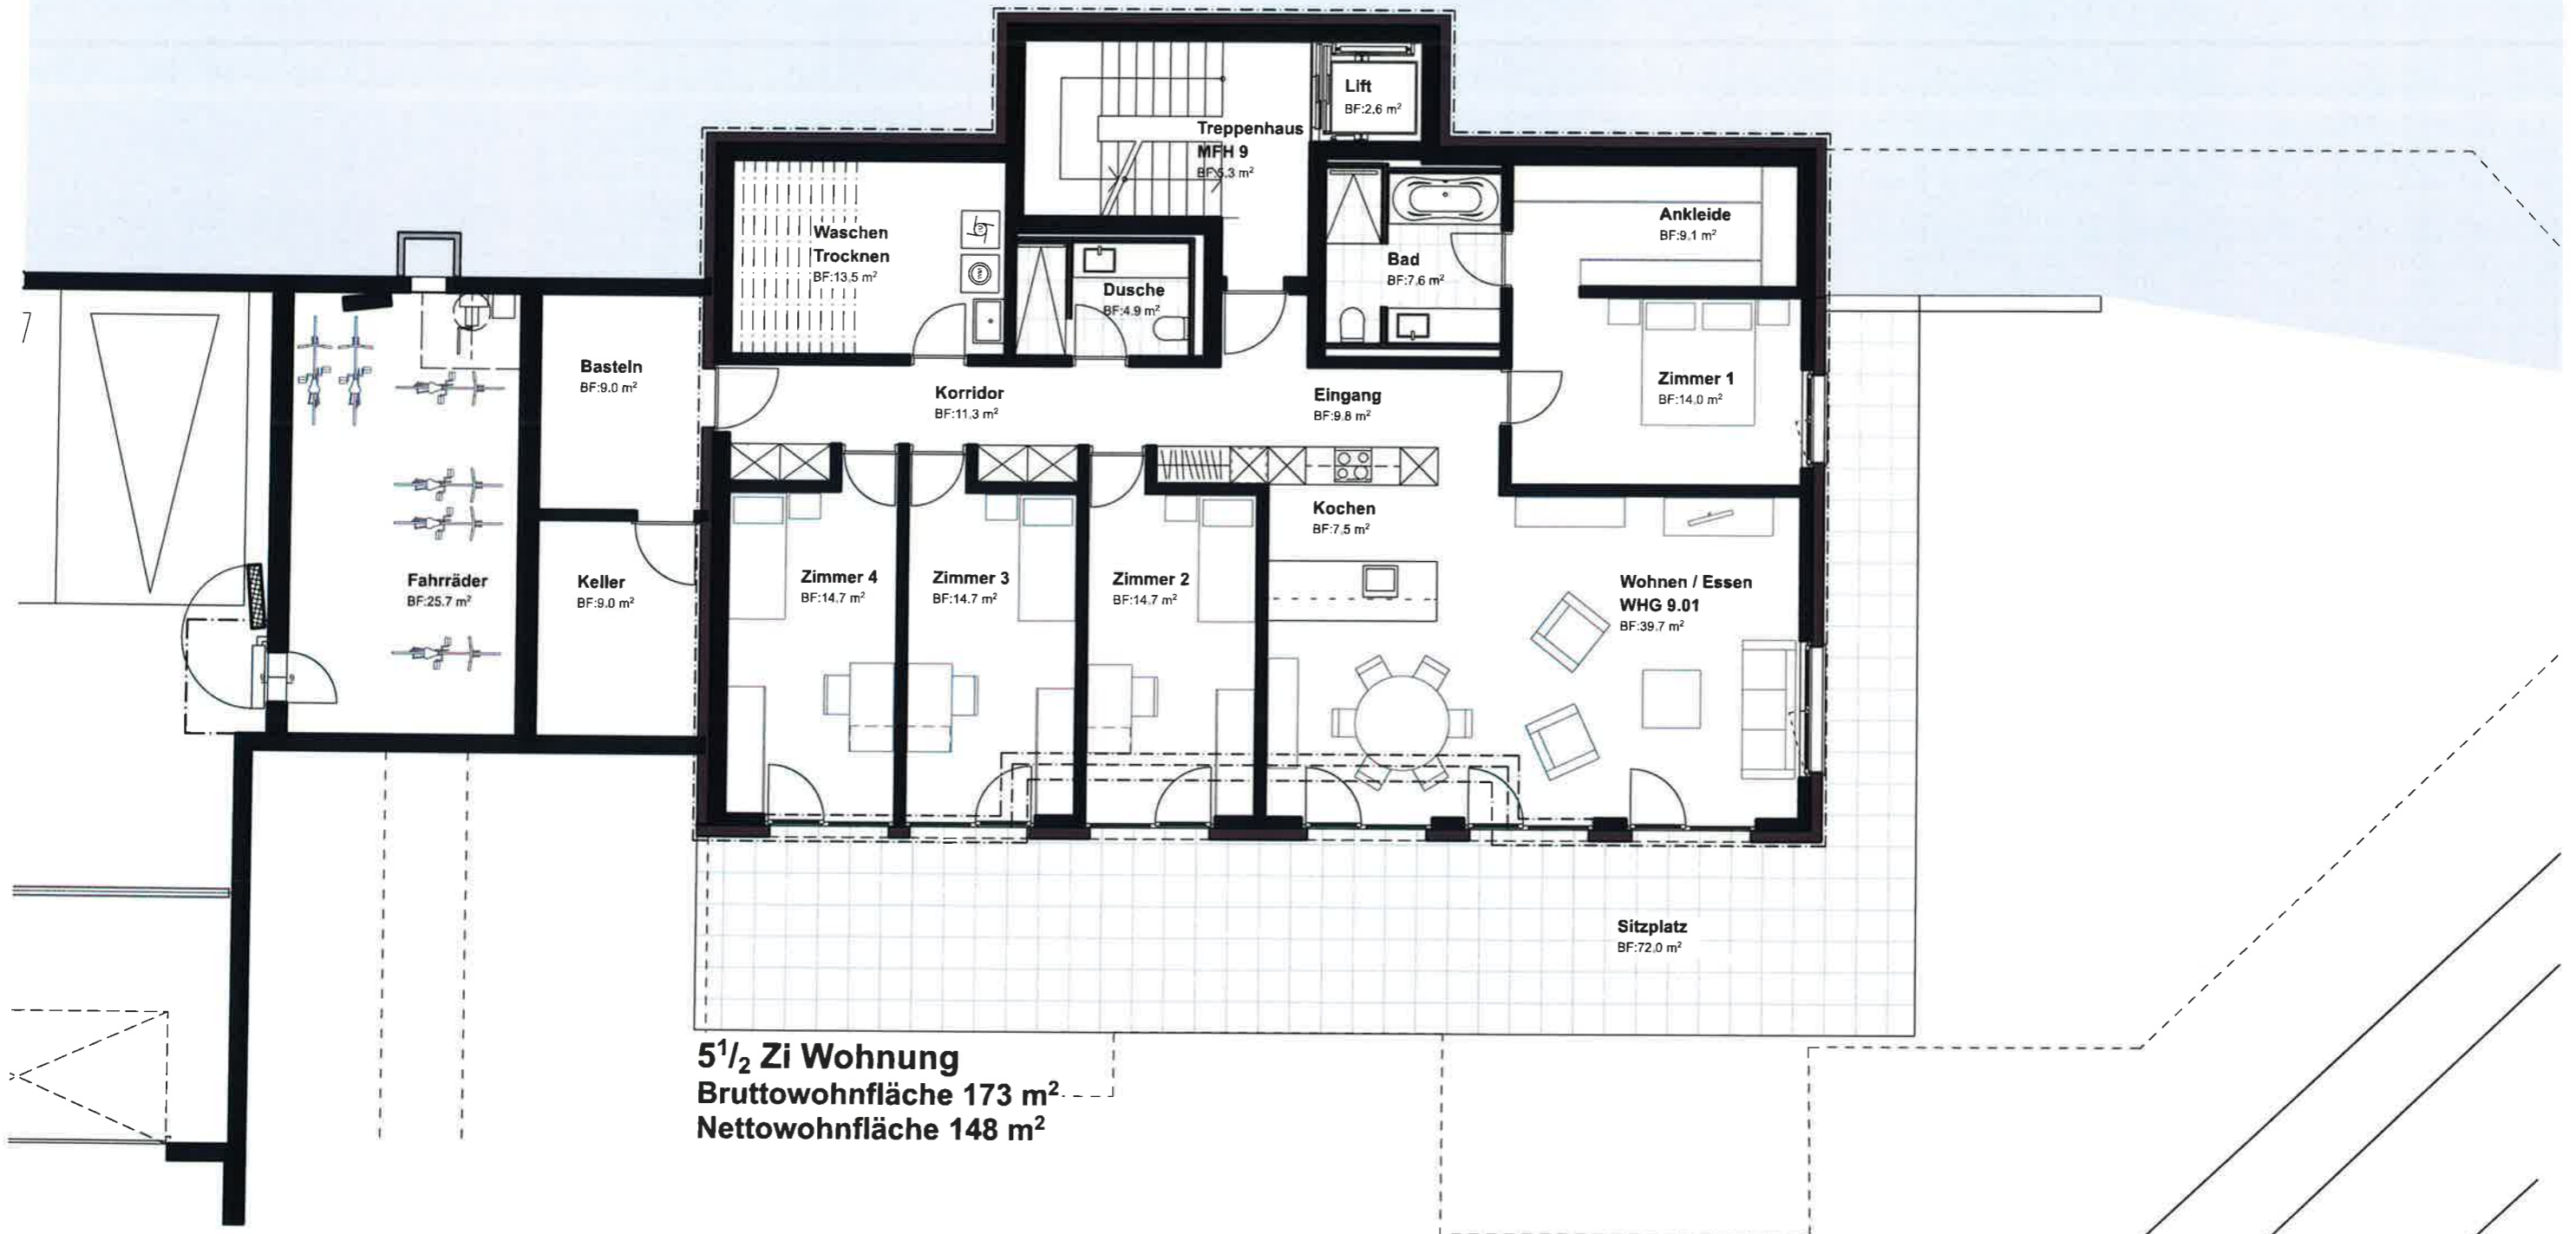 Lift
BF:2.6 m²
Treppenhaus
MFH 9
BF:5.3 m²
Waschen
Trocknen
BF:13.5 m²
Ankleide
BF:9.1 m²
Bad
BF:7.6 m²
Dusche
BF:4.9 m²
Basteln
BF:9.0 m²
Korridor
BF:11.3 m²
Eingang
BF:9.8 m²
Zimmer 1
BF:14.0 m²
Kochen
BF:7.5 m²
Fahrräder
BF:25.7 m²
Keller
BF:9.0 m²
Zimmer 4
BF:14.7 m²
Zimmer 3
BF:14.7 m²
Zimmer 2
BF:14.7 m²
Wohnen / Essen
WHG 9.01
BF:39.7 m²
Sitzplatz
BF:72.0 m²
5¹/₂ Zi Wohnung
Bruttowohnfläche 173 m²
Nettowohnfläche 148 m²